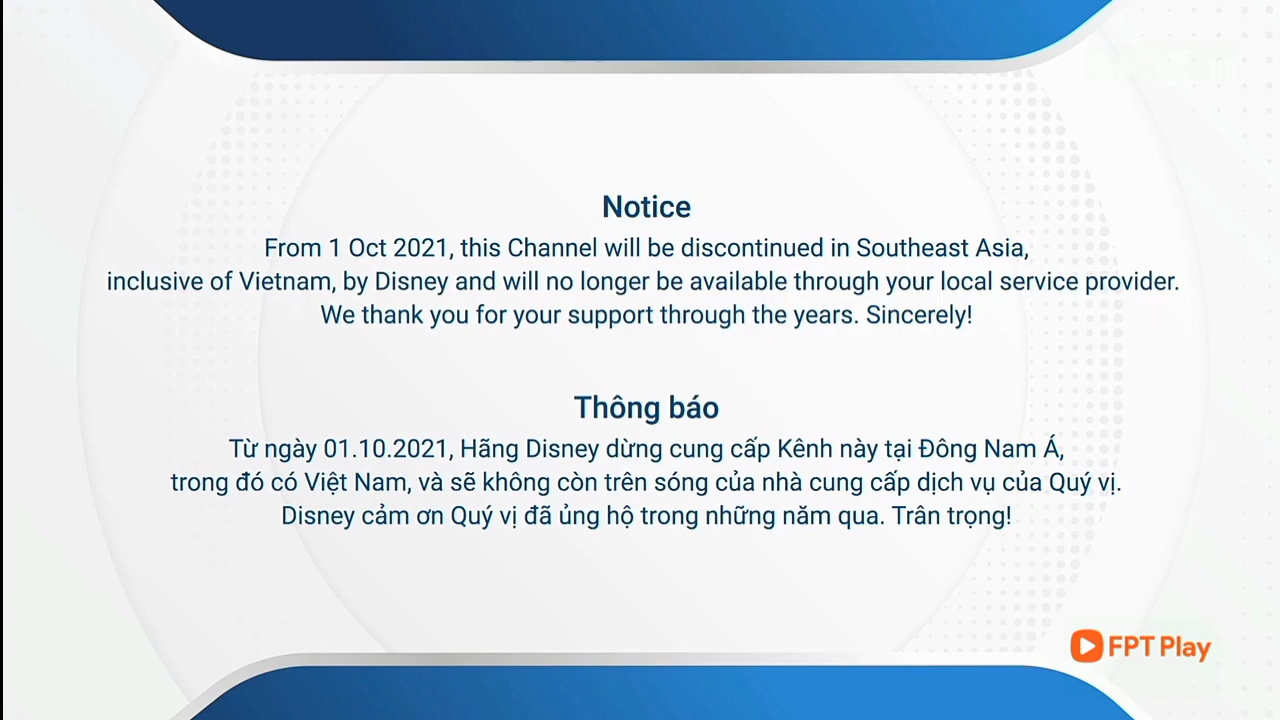 Notice
From 1 Oct 2021, this Channel will be discontinued in Southeast Asia,
inclusive of Vietnam, by Disney and will no longer be available through your local service provider.
We thank you for your support through the years. Sincerely!
Thông báo
Từ ngày 01.10.2021, Hãng Disney dừng cung cấp Kênh này tại Đông Nam Á,
trong đó có Việt Nam, và sẽ không còn trên sóng của nhà cung cấp dịch vụ của Quý vị.
Disney cảm ơn Quý vị đã ủng hộ trong những năm qua. Trân trọng!
FPT Play